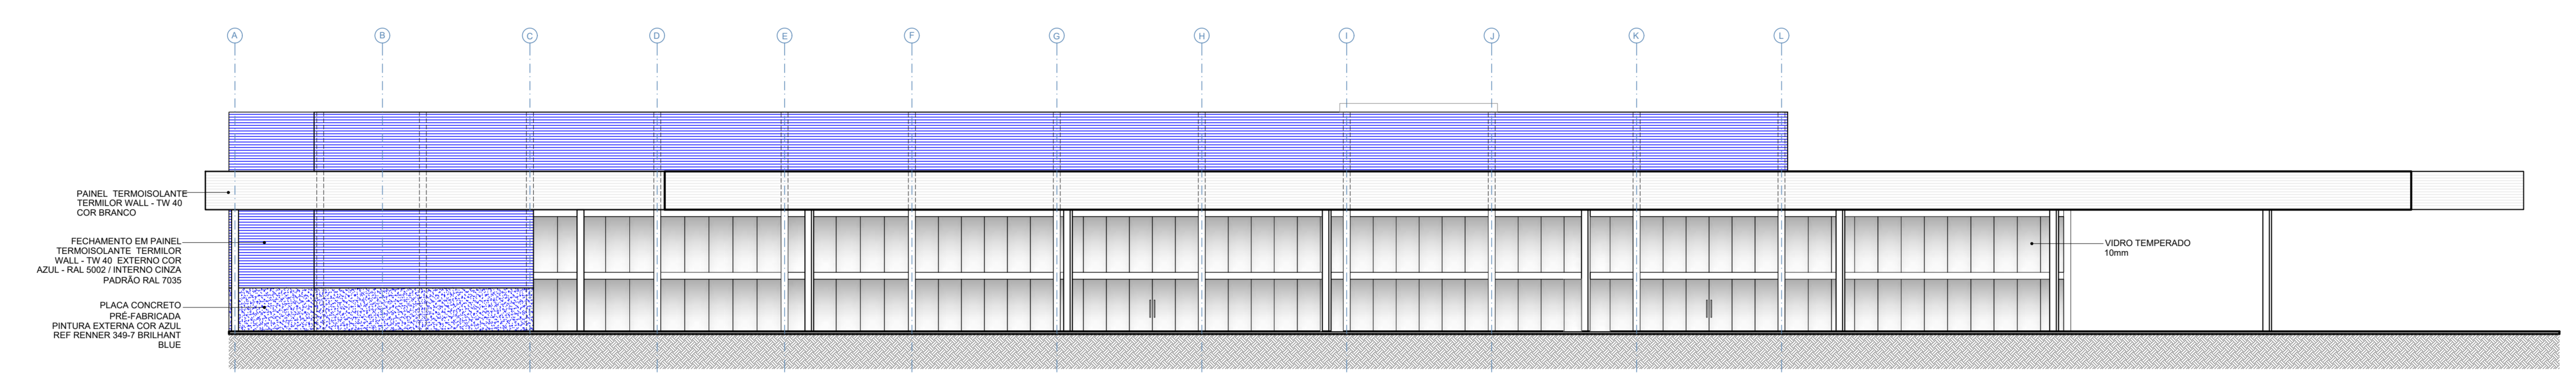 A
B
C
D
E
F
G
H
I
J
K
L
PAINEL TERMOISOLANTE
TERMILOR WALL - TW 40
COR BRANCO
FECHAMENTO EM PAINEL
TERMOISOLANTE TERMILOR
WALL - TW 40 EXTERNO COR
AZUL - RAL 5002 / INTERNO CINZA
PADRÃO RAL 7035
PLACA CONCRETO
PRÉ-FABRICADA
PINTURA EXTERNA COR AZUL
REF RENNER 349-7 BRILHANT
BLUE
VIDRO TEMPERADO
10mm